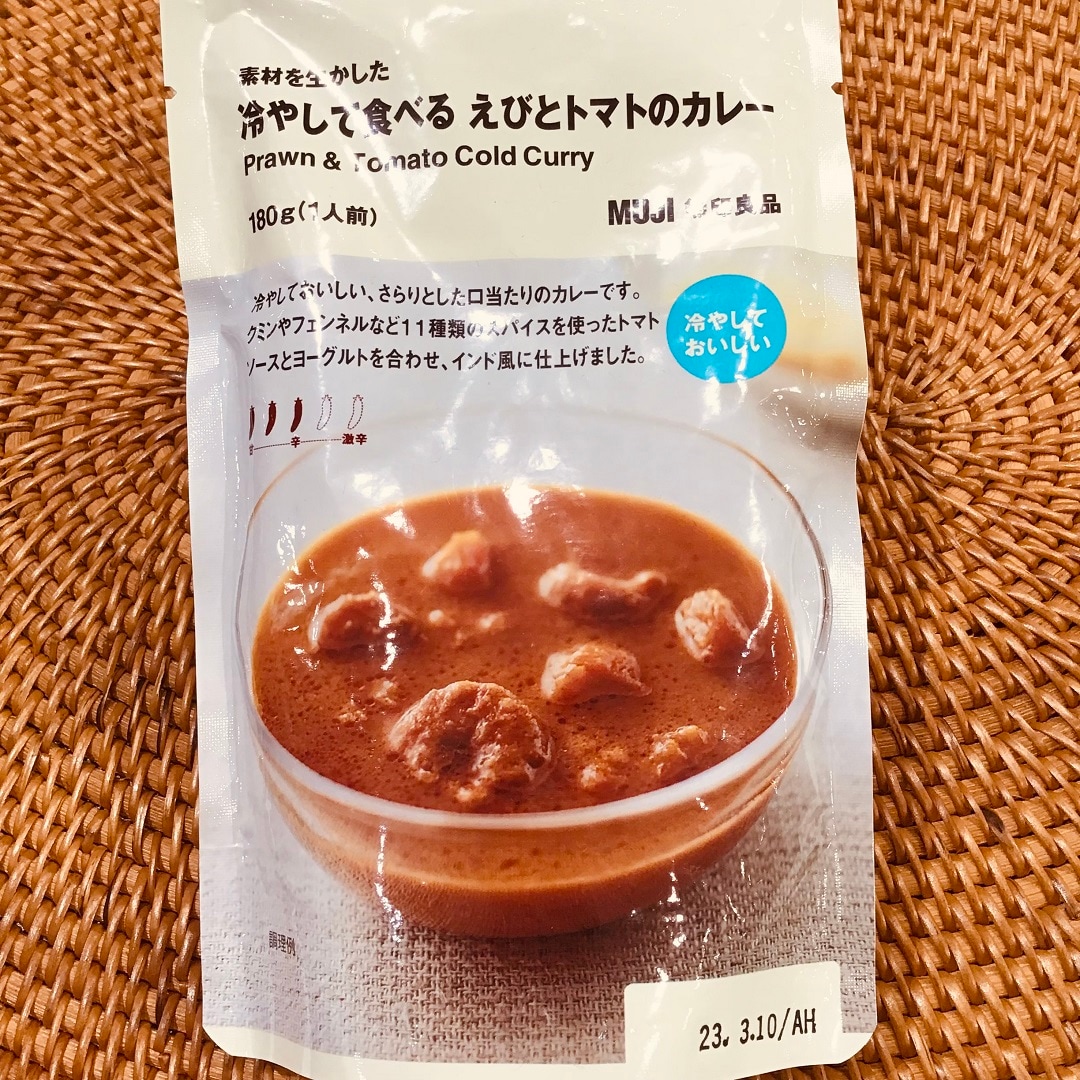 素材を生かした
冷やして食べる えびとトマトのカレー
Prawn & Tomato Cold Curry
180g(1人前)
MUJI 無印良品
冷やしておいしい、さらりとした口当たりのカレーです。
クミンやフェンネルなど11種類のスパイスを使ったトマト
ソースとヨーグルトを合わせ、インド風に仕上げました。
冷やして
おいしい
辛 激辛
調理例
23. 3.10/AH